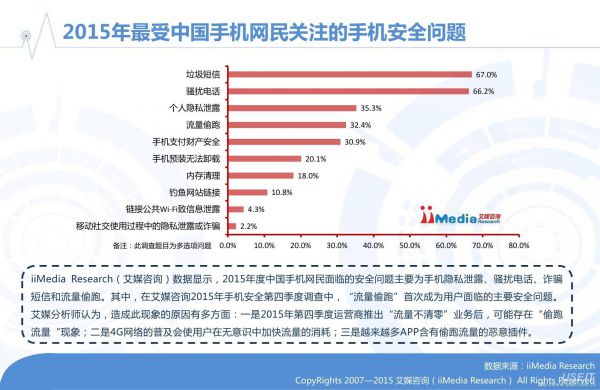 2015年最受中国手机网民关注的手机安全问题
垃圾短信 67.0%
骚扰电话 66.2%
个人隐私泄露 35.3%
流量偷跑 32.4%
手机支付财产安全 30.9%
手机预装无法卸载 20.1%
内存清理 18.0%
钓鱼网站链接 10.8%
链接公共Wi-Fi致信息泄露 4.3%
移动社交使用过程中的隐私泄露或诈骗 2.2%
iiMedia 艾媒咨询
Research
备注：此调查题目为多选项问题
0.0% 10.0% 20.0% 30.0% 40.0% 50.0% 60.0% 70.0% 80.0%
iiMedia Research（艾媒咨询）数据显示，2015年度中国手机网民面临的安全问题主要为手机隐私泄露、骚扰电话、诈骗
短信和流量偷跑。其中，在艾媒咨询2015年手机安全第四季度调查中，“流量偷跑”首次成为用户面临的主要安全问题。
艾媒分析师认为，造成此现象的原因有多方面：一是2015年第四季度运营商推出“流量不清零”业务后，可能存在“偷跑
流量“现象；二是4G网络的普及会使用户在无意识中加快流量的消耗；三是越来越多APP含有偷跑流量的恶意插件。
数据来源：iiMedia Research
CopyRights 2007—2015 艾媒咨询（iiMedia Research） All Rights Reserved